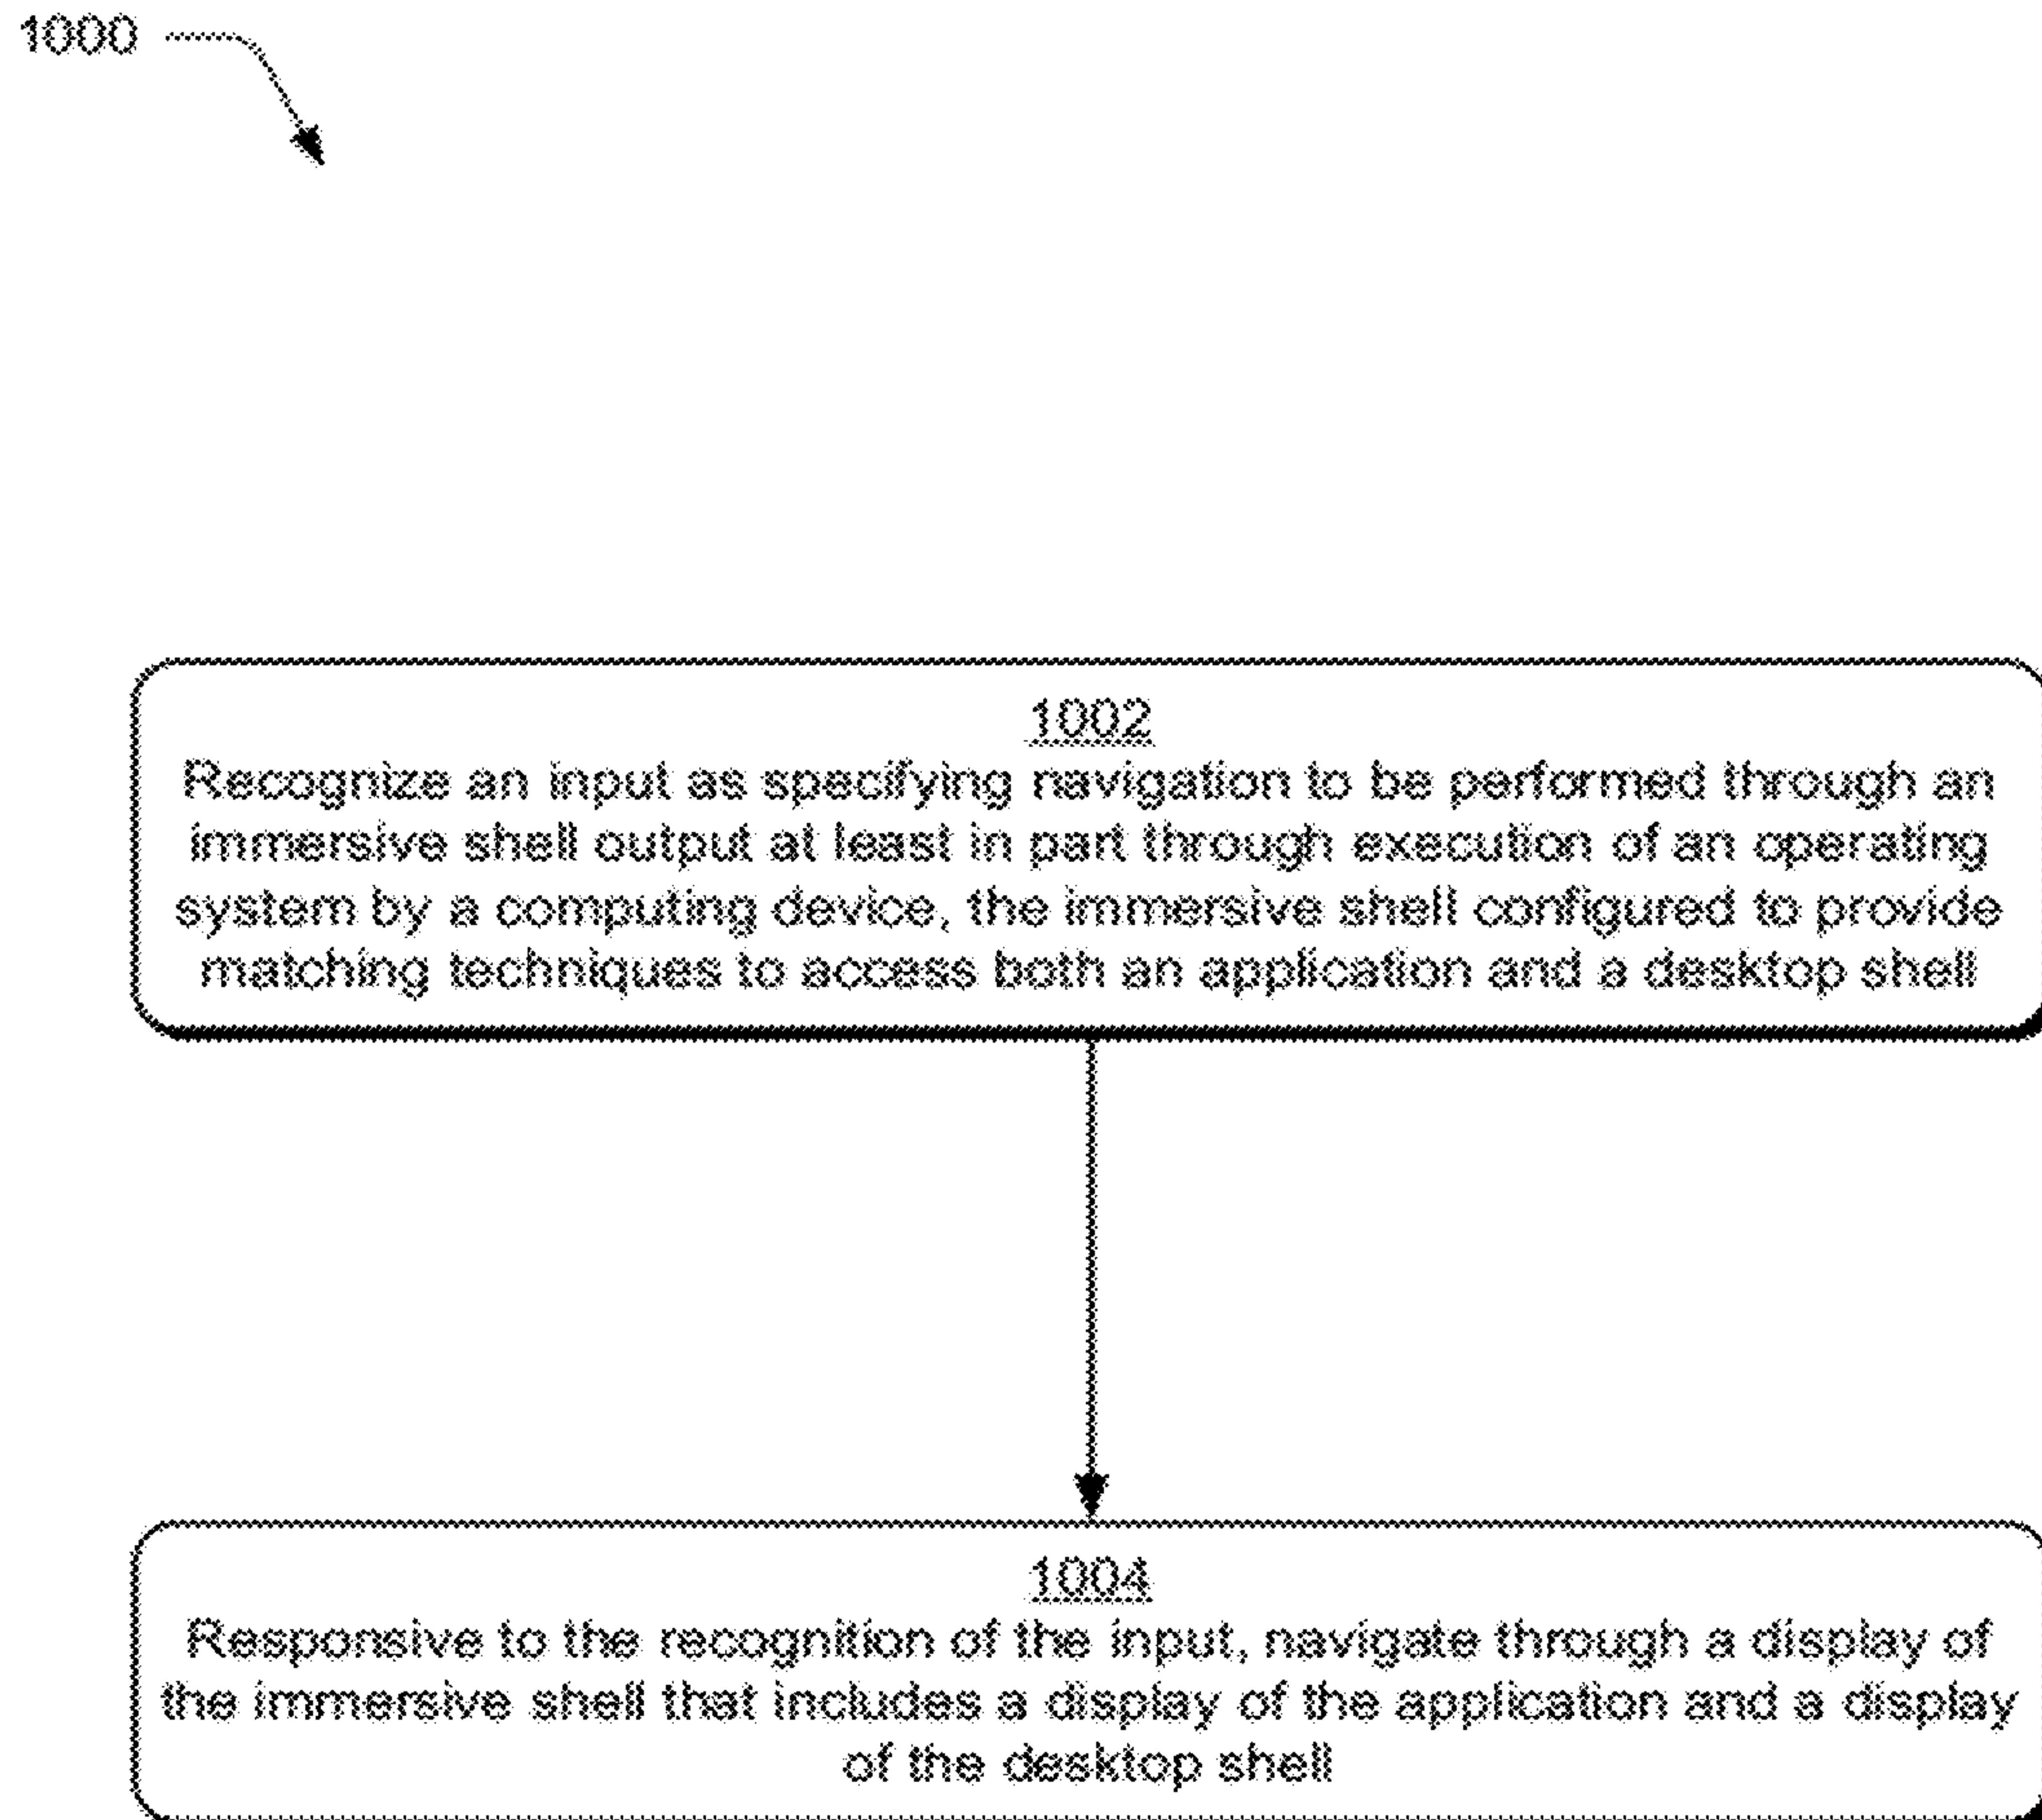 1000
1002
Recognize an input as specifying navigation to be performed through an
immersive shell output at least in part through execution of an operating
system by a computing device, the immersive shell configured to provide
matching techniques to access both an application and a desktop shell
1004
Responsive to the recognition of the input, navigate through a display of
the immersive shell that includes a display of the application and a display
of the desktop shell